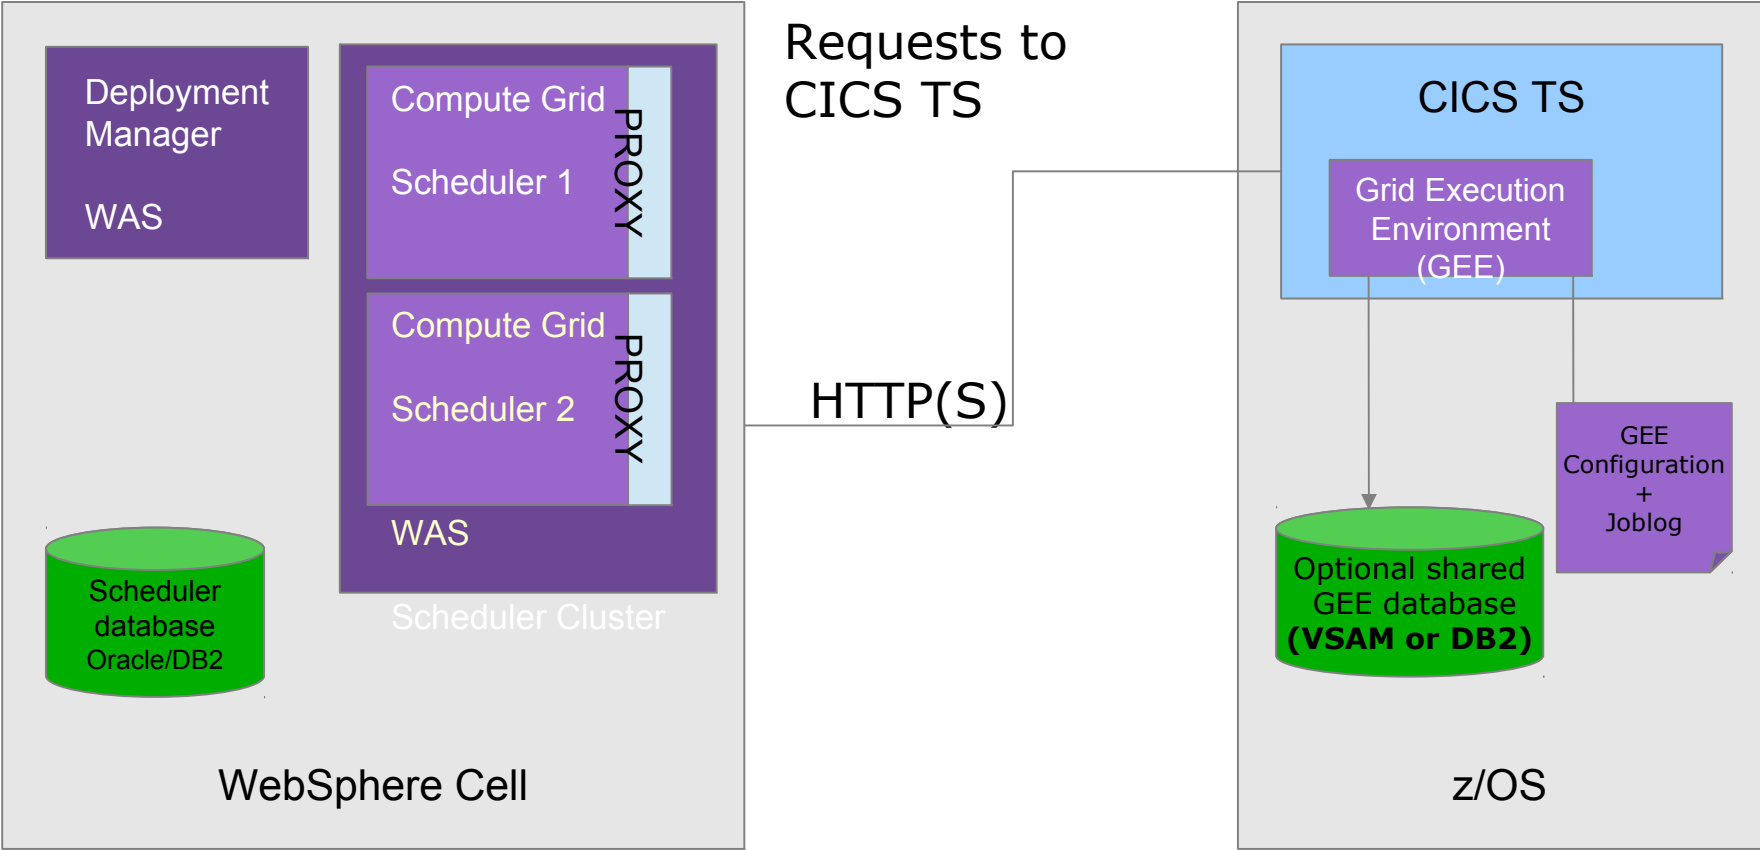 Deployment
Manager
WAS
Compute Grid
Scheduler 1
PROXY
Compute Grid
Scheduler 2
PROXY
WAS
Scheduler Cluster
Scheduler
database
Oracle/DB2
WebSphere Cell
Requests to
CICS TS
HTTP(S)
CICS TS
Grid Execution
Environment
(GEE)
GEE
Configuration
+
Joblog
Optional shared
GEE database
(VSAM or DB2)
z/OS